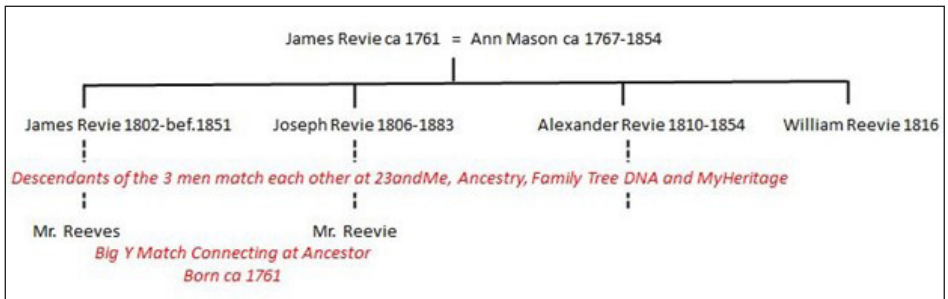 James Revie ca 1761 = Ann Mason ca 1767-1854
James Revie 1802-bef.1851 Joseph Revie 1806-1883 Alexander Revie 1810-1854 William Reevie 1816
Descendants of the 3 men match each other at 23andMe, Ancestry, Family Tree DNA and MyHeritage
Mr. Reeves Mr. Reevie
Big Y Match Connecting at Ancestor
Born ca 1761